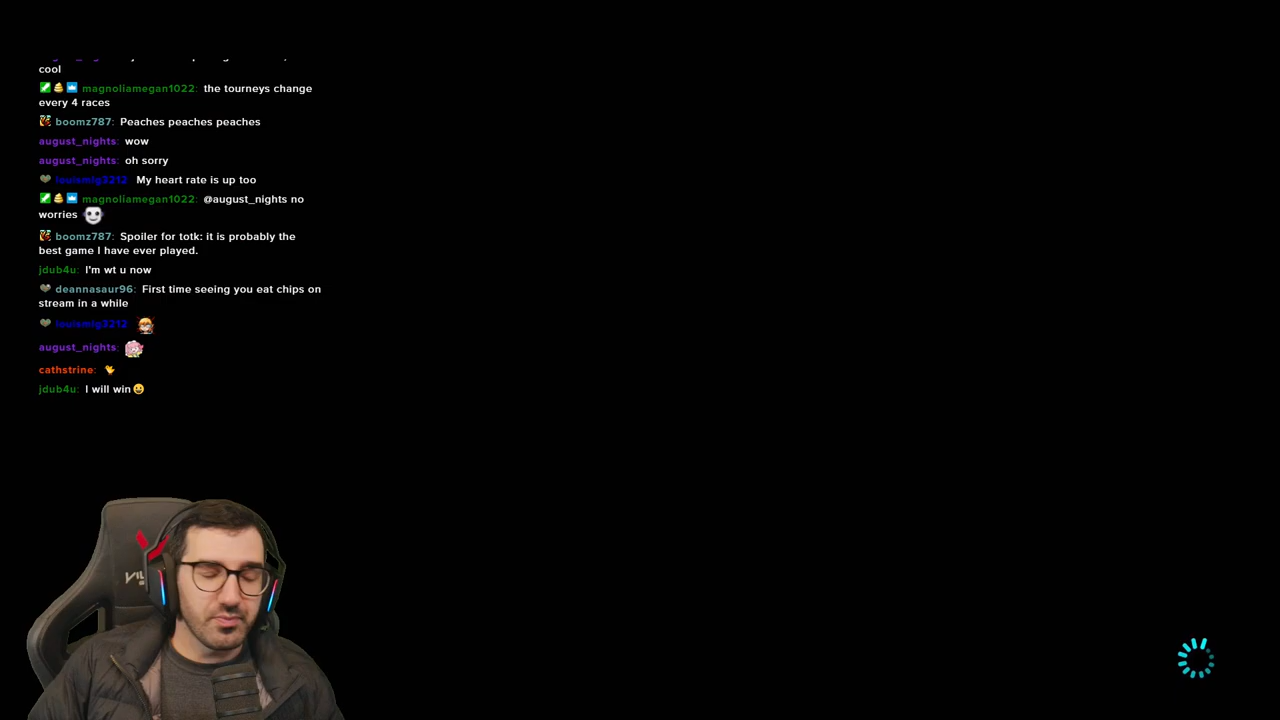 cool
magnoliamegan1022: the tourneys change
every 4 races
boomz787: Peaches peaches peaches
august_nights: wow
august_nights: oh sorry
louismlg3212 My heart rate is up too
magnoliamegan1022: @august_nights no
worries
boomz787: Spoiler for totk: it is probably the
best game I have ever played.
jdub4u: I'm wt u now
deannasaur96: First time seeing you eat chips on
stream in a while
louismlg3212
august_nights:
cathstrine:
jdub4u: I will win